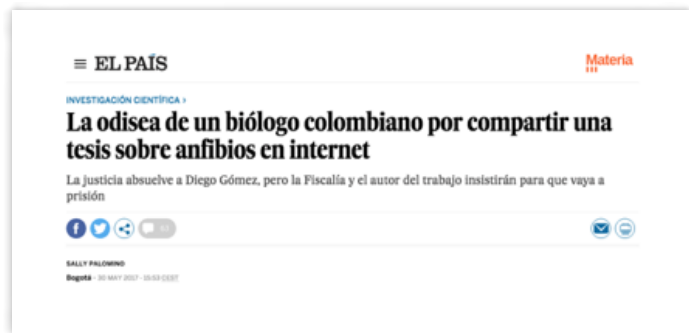 EL PAÍS
Materia
INVESTIGACIÓN CIENTÍFICA ›
La odisea de un biólogo colombiano por compartir una
tesis sobre anfibios en internet
La justicia absuelve a Diego Gómez, pero la Fiscalía y el autor del trabajo insistirán para que vaya a
prisión
SALLY PALOMINO
Bogotá - 30 MAY 2017 - 15:53 CEST